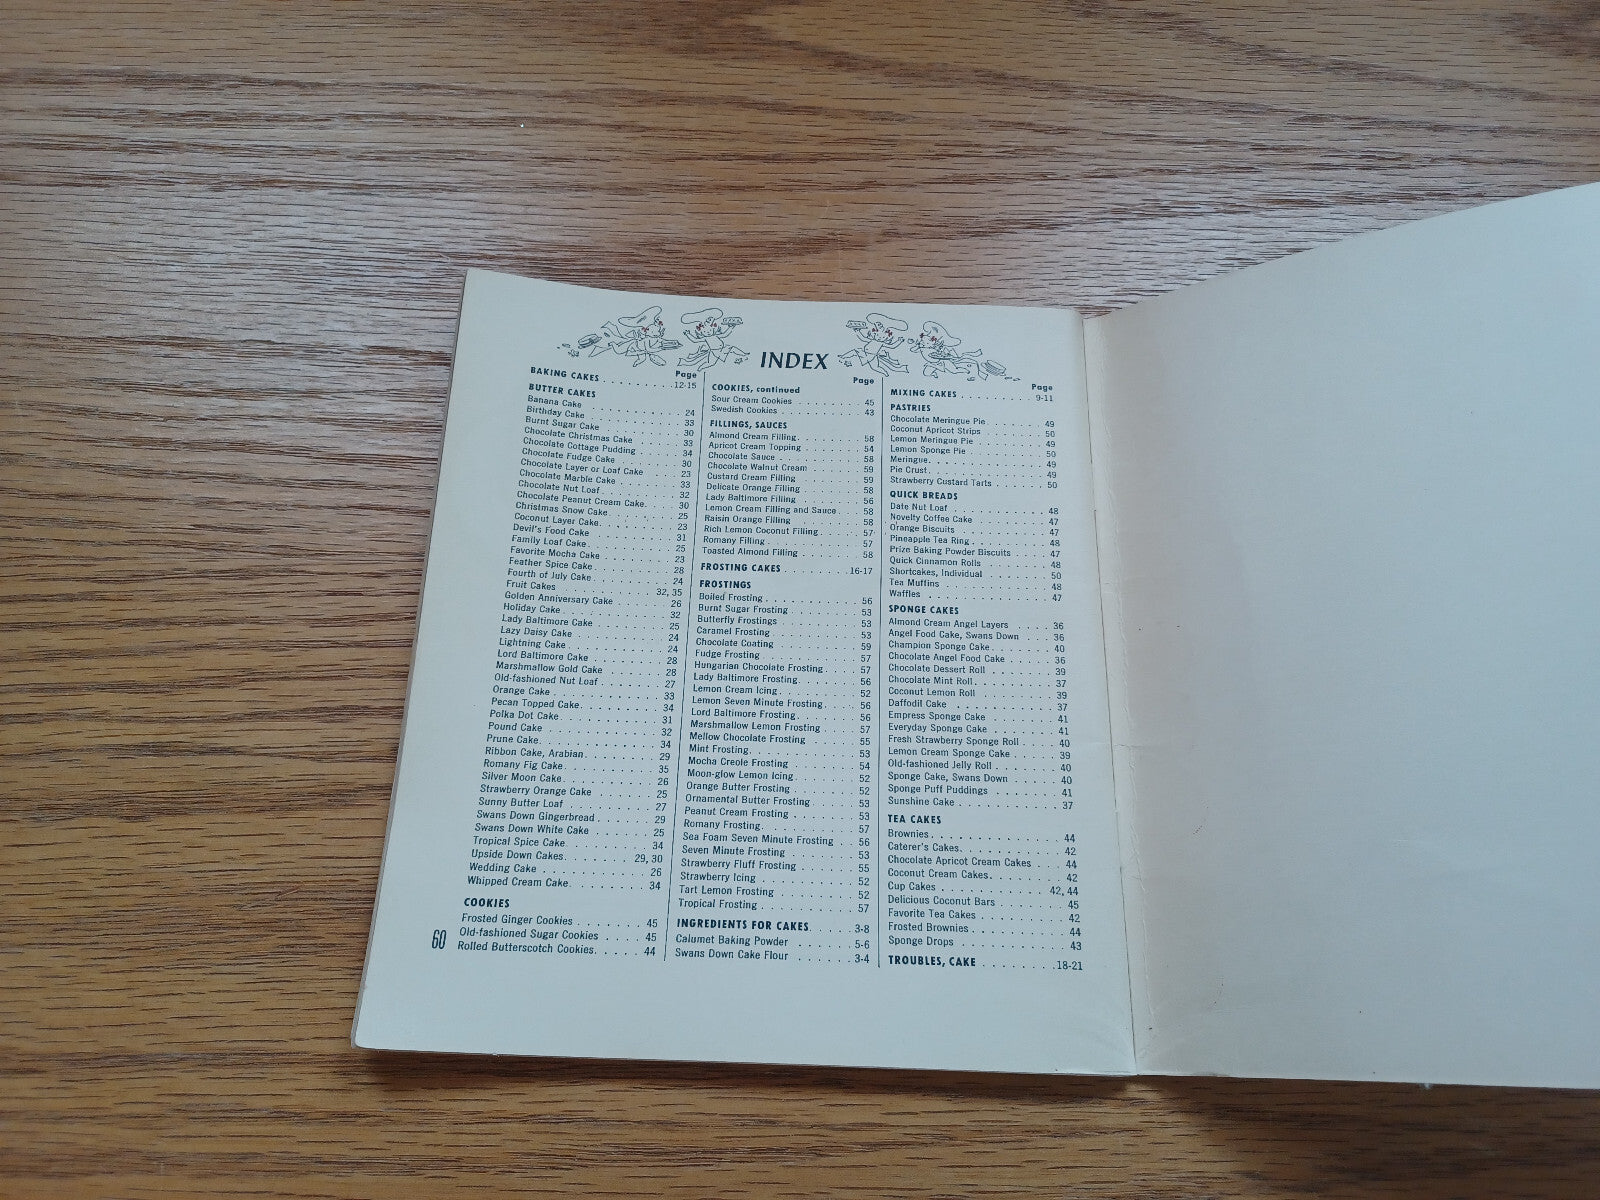 INDEX
Page
BAKING CAKES . . . . . . . . . 12-15
BUTTER CAKES
Banana Cake . . . . . . . . . . 24
Birthday Cake . . . . . . . . . . 33
Burnt Sugar Cake . . . . . . . . 30
Chocolate Christmas Cake . . . . . 33
Chocolate Cottage Pudding . . . . . 34
Chocolate Fudge Cake . . . . . . . 30
Chocolate Layer or Loaf Cake . . . . 23
Chocolate Marble Cake . . . . . . . 33
Chocolate Nut Loaf . . . . . . . . 32
Chocolate Peanut Cream Cake. . . . . 30
Christmas Snow Cake . . . . . . . . 25
Coconut Layer Cake. . . . . . . . . 23
Devil's Food Cake . . . . . . . . . 31
Family Loaf Cake . . . . . . . . . 25
Favorite Mocha Cake . . . . . . . . 23
Feather Spice Cake . . . . . . . . 28
Fourth of July Cake . . . . . . . . 24
Fruit Cakes . . . . . . . . . 32, 35
Golden Anniversary Cake . . . . . . 26
Holiday Cake . . . . . . . . . . . 32
Lady Baltimore Cake . . . . . . . . 25
Lazy Daisy Cake . . . . . . . . . . 24
Lightning Cake . . . . . . . . . . 24
Lord Baltimore Cake . . . . . . . . 28
Marshmallow Gold Cake . . . . . . . 28
Old-fashioned Nut Loaf . . . . . . . 27
Orange Cake . . . . . . . . . . . . 33
Pecan Topped Cake. . . . . . . . . 34
Polka Dot Cake . . . . . . . . . . 31
Pound Cake . . . . . . . . . . . . 32
Prune Cake. . . . . . . . . . . . . 34
Ribbon Cake, Arabian . . . . . . . . 29
Romany Fig Cake . . . . . . . . . . 35
Silver Moon Cake . . . . . . . . . 26
Strawberry Orange Cake . . . . . . . 25
Sunny Butter Loaf . . . . . . . . . 27
Swans Down Gingerbread . . . . . . . 29
Swans Down White Cake . . . . . . . 25
Tropical Spice Cake. . . . . . . . . 34
Upside Down Cakes. . . . . . . . 29, 30
Wedding Cake . . . . . . . . . . . 26
Whipped Cream Cake. . . . . . . . . 34
COOKIES
Frosted Ginger Cookies . . . . . . . 45
Old-fashioned Sugar Cookies . . . . 45
Rolled Butterscotch Cookies. . . . . 44
60
Page
COOKIES, continued
Sour Cream Cookies . . . . . . . . 45
Swedish Cookies . . . . . . . . . . 43
FILLINGS, SAUCES
Almond Cream Filling. . . . . . . . 58
Apricot Cream Topping . . . . . . . 54
Chocolate Sauce . . . . . . . . . . 58
Chocolate Walnut Cream . . . . . . . 59
Custard Cream Filling . . . . . . . 59
Delicate Orange Filling . . . . . . 58
Lady Baltimore Filling . . . . . . . 56
Lemon Cream Filling and Sauce . . . 58
Raisin Orange Filling . . . . . . . 58
Rich Lemon Coconut Filling . . . . . 57
Romany Filling . . . . . . . . . . 57
Toasted Almond Filling . . . . . . . 58
FROSTING CAKES . . . . . . . . 16-17
FROSTINGS
Boiled Frosting . . . . . . . . . . 56
Burnt Sugar Frosting . . . . . . . . 53
Butterfly Frostings . . . . . . . . 53
Caramel Frosting . . . . . . . . . 53
Chocolate Coating . . . . . . . . . 59
Fudge Frosting . . . . . . . . . . 57
Hungarian Chocolate Frosting . . . . 57
Lady Baltimore Frosting. . . . . . . 56
Lemon Cream Icing . . . . . . . . . 52
Lemon Seven Minute Frosting. . . . . 56
Lord Baltimore Frosting. . . . . . . 56
Marshmallow Lemon Frosting . . . . . 57
Mellow Chocolate Frosting . . . . . 55
Mint Frosting. . . . . . . . . . . . 53
Mocha Creole Frosting . . . . . . . 54
Moon-glow Lemon Icing . . . . . . . 52
Orange Butter Frosting . . . . . . . 52
Ornamental Butter Frosting . . . . . 53
Peanut Cream Frosting . . . . . . . 53
Romany Frosting. . . . . . . . . . . 57
Sea Foam Seven Minute Frosting . . . 56
Seven Minute Frosting . . . . . . . 53
Strawberry Fluff Frosting . . . . . 55
Strawberry Icing . . . . . . . . . . 52
Tart Lemon Frosting . . . . . . . . 52
Tropical Frosting . . . . . . . . . 57
INGREDIENTS FOR CAKES. . . . . 3-8
Calumet Baking Powder . . . . . . 5-6
Swans Down Cake Flour . . . . . . 3-4
Page
MIXING CAKES . . . . . . . . . . 9-11
PASTRIES
Chocolate Meringue Pie . . . . . . . 49
Coconut Apricot Strips . . . . . . . 50
Lemon Meringue Pie . . . . . . . . 49
Lemon Sponge Pie . . . . . . . . . 50
Meringue. . . . . . . . . . . . . . 49
Pie Crust. . . . . . . . . . . . . . 49
Strawberry Custard Tarts . . . . . . 50
QUICK BREADS
Date Nut Loaf . . . . . . . . . . . 48
Novelty Coffee Cake . . . . . . . . 47
Orange Biscuits . . . . . . . . . . 47
Pineapple Tea Ring . . . . . . . . . 48
Prize Baking Powder Biscuits . . . . 47
Quick Cinnamon Rolls . . . . . . . . 48
Shortcakes, Individual . . . . . . . 50
Tea Muffins . . . . . . . . . . . . 48
Waffles . . . . . . . . . . . . . . 47
SPONGE CAKES
Almond Cream Angel Layers . . . . . 36
Angel Food Cake, Swans Down . . . . 36
Champion Sponge Cake . . . . . . . . 40
Chocolate Angel Food Cake . . . . . 36
Chocolate Dessert Roll . . . . . . . 39
Chocolate Mint Roll . . . . . . . . 37
Coconut Lemon Roll . . . . . . . . . 39
Daffodil Cake . . . . . . . . . . . 37
Empress Sponge Cake . . . . . . . . 41
Everyday Sponge Cake . . . . . . . . 41
Fresh Strawberry Sponge Roll . . . . 40
Lemon Cream Sponge Cake . . . . . . 39
Old-fashioned Jelly Roll . . . . . . 40
Sponge Cake, Swans Down . . . . . . 40
Sponge Puff Puddings . . . . . . . . 41
Sunshine Cake . . . . . . . . . . . 37
TEA CAKES
Brownies . . . . . . . . . . . . . . 44
Caterer's Cakes. . . . . . . . . . . 42
Chocolate Apricot Cream Cakes . . . 44
Coconut Cream Cakes. . . . . . . . . 42
Cup Cakes . . . . . . . . . . . 42, 44
Delicious Coconut Bars . . . . . . . 45
Favorite Tea Cakes . . . . . . . . . 42
Frosted Brownies . . . . . . . . . . 44
Sponge Drops . . . . . . . . . . . . 43
TROUBLES, CAKE . . . . . . . . 18-21